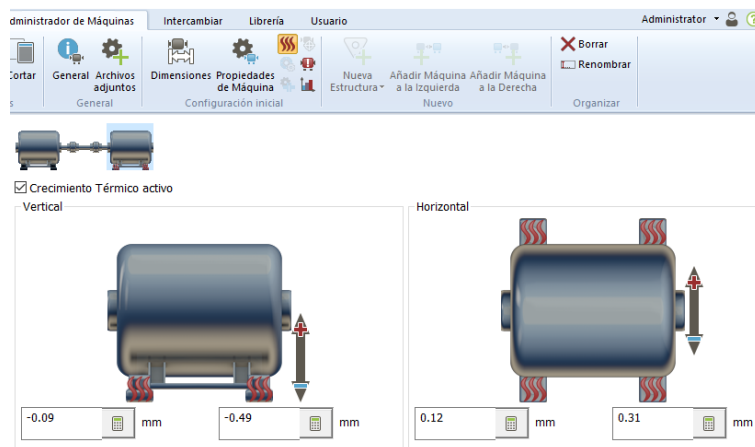 dministrador de Máquinas Intercambiar Librería Usuario Administrator
Cortar General Archivos adjuntos Dimensiones Propiedades de Máquina Nueva Estructura Añadir Máquina a la Izquierda Añadir Máquina a la Derecha Borrar
Renombrar
s General Configuración inicial Nuevo Organizar
Crecimiento Térmico activo
Vertical Horizontal
-0.09 mm -0.49 mm 0.12 mm 0.31 mm